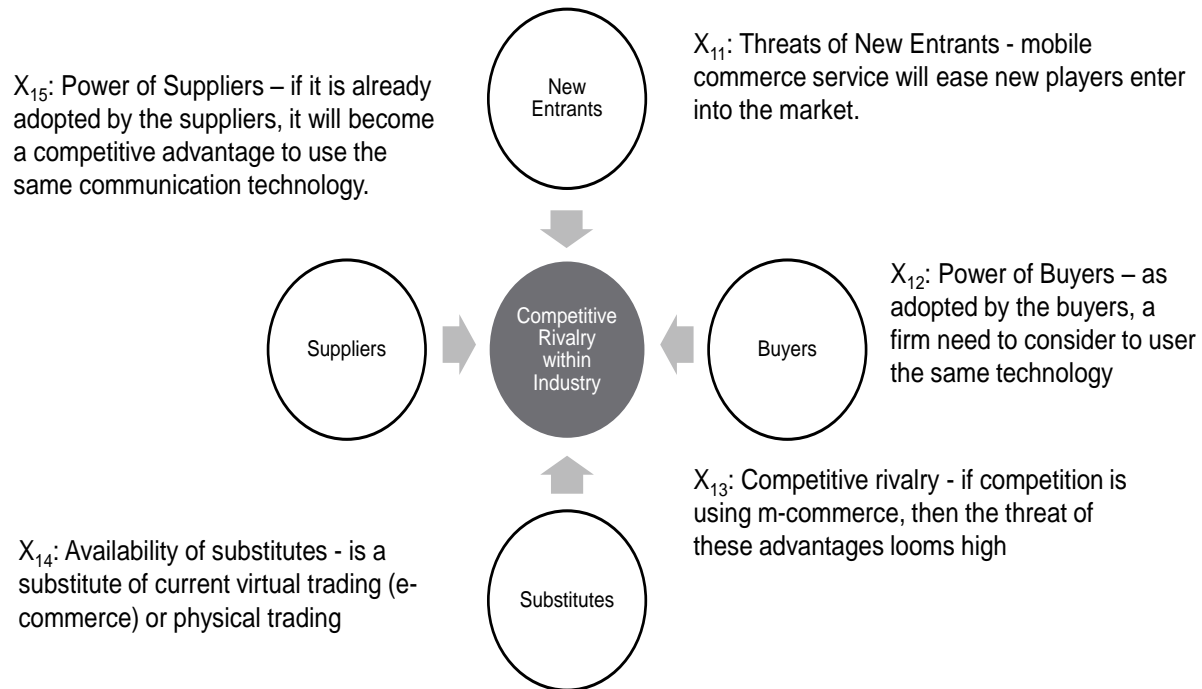 X₁₅: Power of Suppliers – if it is already
adopted by the suppliers, it will become
a competitive advantage to use the
same communication technology.
New
Entrants
X₁₁: Threats of New Entrants - mobile
commerce service will ease new players enter
into the market.
Suppliers
Competitive
Rivalry
within
Industry
Buyers
X₁₂: Power of Buyers – as
adopted by the buyers, a
firm need to consider to user
the same technology
X₁₃: Competitive rivalry - if competition is
using m-commerce, then the threat of
these advantages looms high
X₁₄: Availability of substitutes - is a
substitute of current virtual trading (e-
commerce) or physical trading
Substitutes